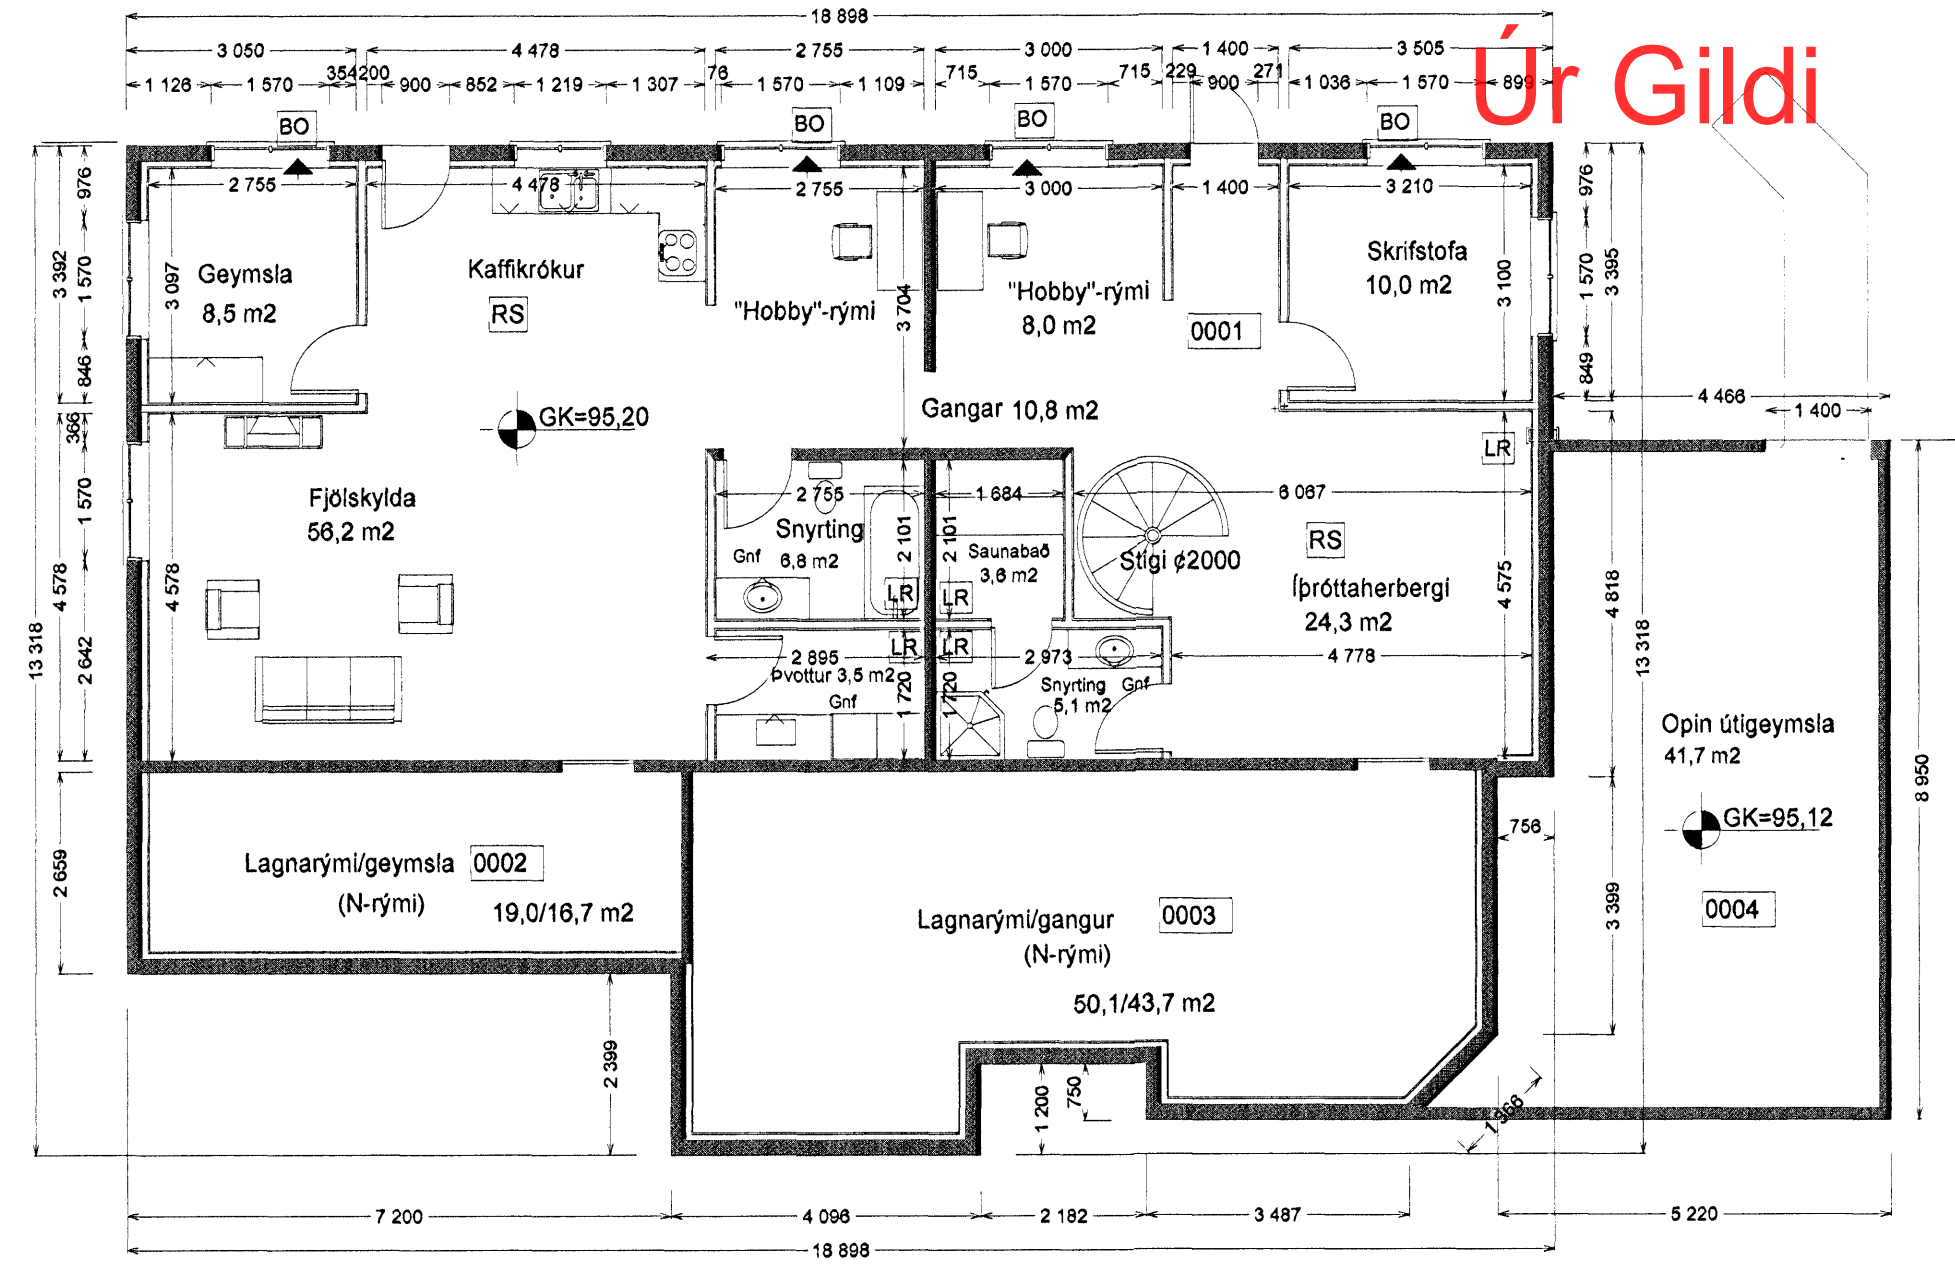 18 898
3 050 4 478 2 755 3 000 1 400 3 505
Úr Gildi
1 126 1 570 354 200 900 852 1 219 1 307 76 1 570 1 109 715 1 570 715 229 900 271 1 036 1 570 899
BO BO BO BO
2 755 4 478 2 755 3 000 1 400 3 210
976 976
3 392 1 570 3 097 3 704 3 100 1 570 3 395
Geymsla
8,5 m2
Kaffikrókur
RS
"Hobby"-rými
"Hobby"-rými
8,0 m2
0001
Skrifstofa
10,0 m2
846 849
4 466
1 400
366
GK=95,20
Gangar 10,8 m2
LR
Fjölskylda
56,2 m2
4 578 1 570 4 578
2 755 1 684 6 067
Snyrting
6,8 m2
Gnf
2 101 2 101
LR LR
Saunabað
3,6 m2
Stigi ¢2000
RS
Íþróttaherbergi
24,3 m2
4 575 4 818
13 318 2 642 13 318
LR LR
2 895 2 973 4 778
Þvottur 3,5 m2
Gnf
1 720 1 720
Snyrting Gnf
5,1 m2
Opin útigeymsla
41,7 m2
8 950
GK=95,12
756
0004
2 659
Lagnarými/geymsla 0002
(N-rými)
19,0/16,7 m2
Lagnarými/gangur 0003
(N-rými)
50,1/43,7 m2
3 399
2 399
1 200 750
1 366
7 200 4 096 2 182 3 487 5 220
18 898